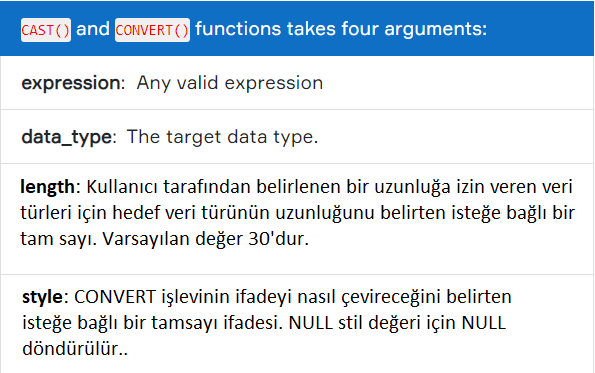 CAST() and CONVERT() functions takes four arguments:
expression: Any valid expression
data_type: The target data type.
length: Kullanıcı tarafından belirlenen bir uzunluğa izin veren veri
türleri için hedef veri türünün uzunluğunu belirten isteğe bağlı bir
tam sayı. Varsayılan değer 30'dur.
style: CONVERT işlevinin ifadeyi nasıl çevireceğini belirten
isteğe bağlı bir tamsayı ifadesi. NULL stil değeri için NULL
döndürülür..